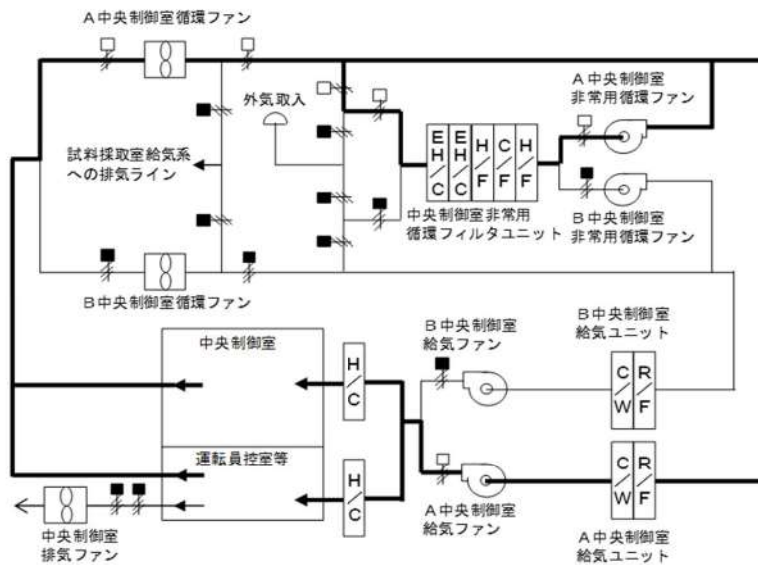 A中央制御室循環ファン
外気取入
A中央制御室
非常用循環ファン
試料採取室給気系
への排気ライン
EH/C
EH/C
H/F
C/F
H/F
中央制御室非常用
循環フィルタユニット
B中央制御室
非常用循環ファン
B中央制御室循環ファン
中央制御室
H/C
B中央制御室
給気ファン
B中央制御室
給気ユニット
C/W
R/F
運転員控室等
H/C
C/W
R/F
中央制御室
排気ファン
A中央制御室
給気ファン
A中央制御室
給気ユニット